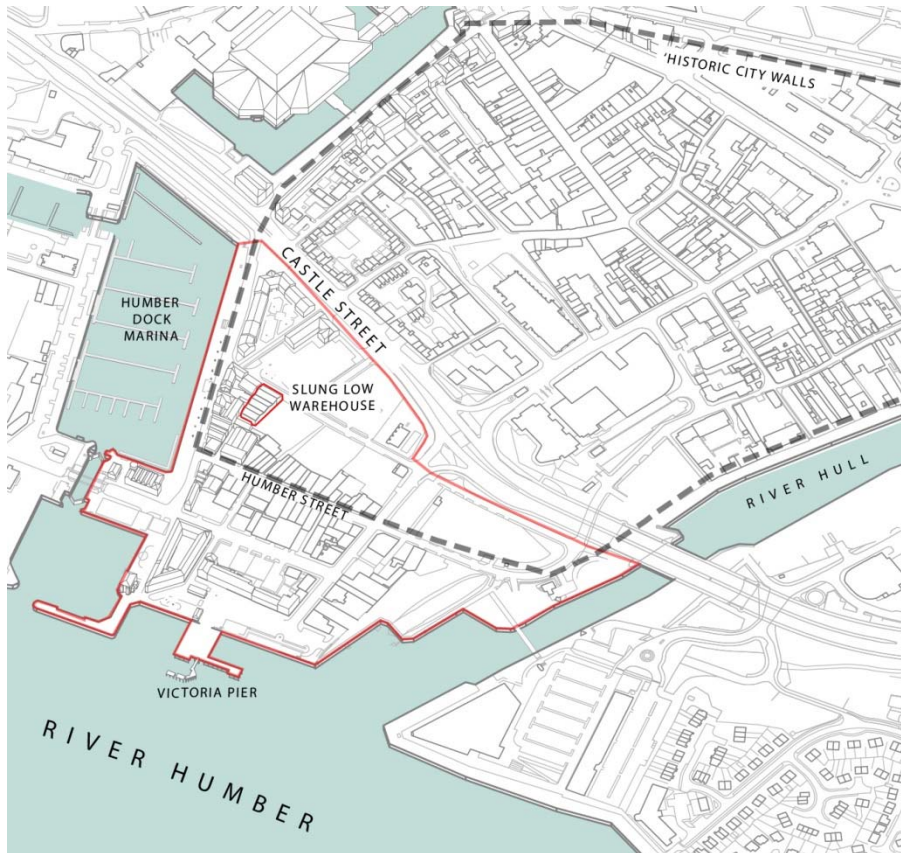 'HISTORIC CITY WALLS
CASTLE STREET
HUMBER
DOCK
MARINA
SLUNG LOW
WAREHOUSE
HUMBER STREET
RIVER HULL
VICTORIA PIER
RIVER HUMBER